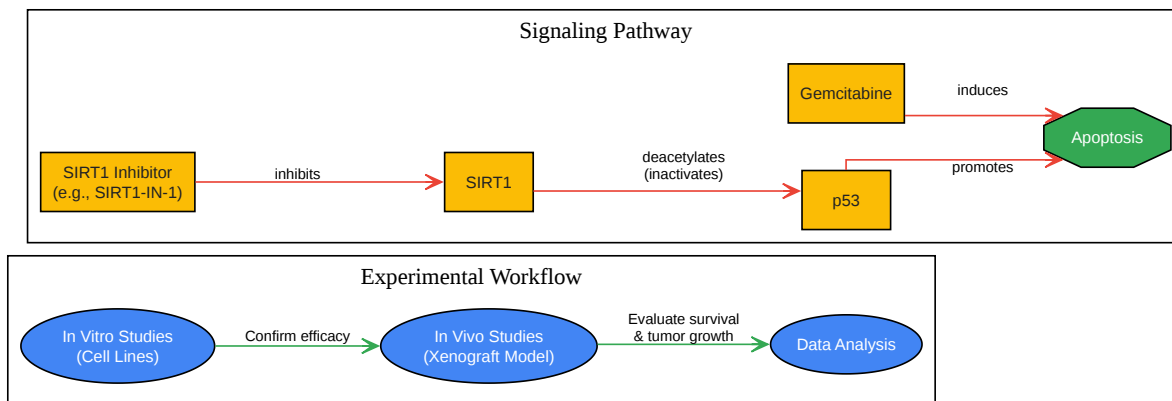 Signaling Pathway
Gemcitabine
induces
Apoptosis
SIRT1 Inhibitor
(e.g., SIRT1-IN-1)
inhibits
SIRT1
deacetylates
(inactivates)
p53
promotes
Experimental Workflow
In Vitro Studies
(Cell Lines)
Confirm efficacy
In Vivo Studies
(Xenograft Model)
Evaluate survival
& tumor growth
Data Analysis